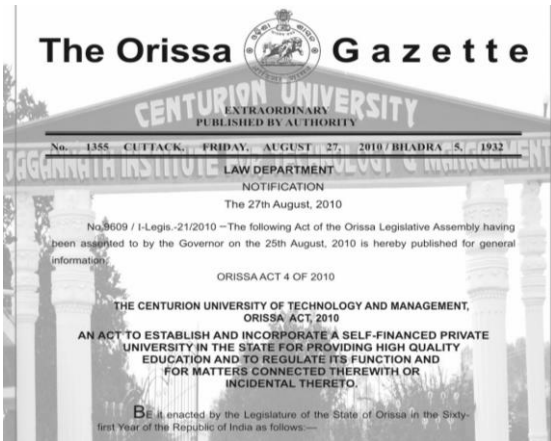 The Orissa Gazette
CENTURION UNIVERSITY
EXTRAORDINARY
PUBLISHED BY AUTHORITY
No. 1355 CUTTACK, FRIDAY, AUGUST 27, 2010 / BHADRA 5, 1932
JAGANNATH INSTITUTE FOR TECHNOLOGY & MANAGEMENT
LAW DEPARTMENT
NOTIFICATION
The 27th August, 2010
No.9609 / I-Legis.-21/2010 —The following Act of the Orissa Legislative Assembly having
been assented to by the Governor on the 25th August, 2010 is hereby published for general
information.
ORISSA ACT 4 OF 2010
THE CENTURION UNIVERSITY OF TECHNOLOGY AND MANAGEMENT,
ORISSA ACT, 2010
AN ACT TO ESTABLISH AND INCORPORATE A SELF-FINANCED PRIVATE
UNIVERSITY IN THE STATE FOR PROVIDING HIGH QUALITY
EDUCATION AND TO REGULATE ITS FUNCTION AND
FOR MATTERS CONNECTED THEREWITH OR
INCIDENTAL THERETO.
BE it enacted by the Legislature of the State of Orissa in the Sixty-
first Year of the Republic of India as follows:—